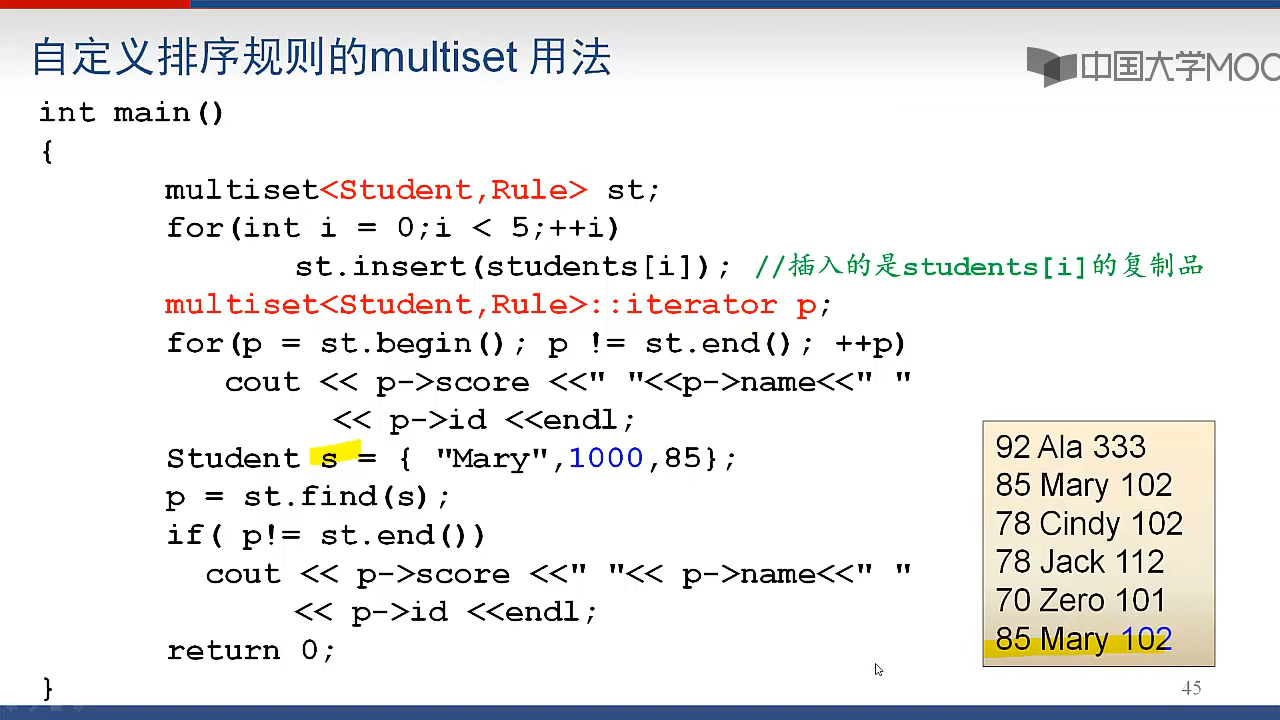 自定义排序规则的multiset 用法
中国大学MOO
int main()
{
multiset<Student,Rule> st;
for(int i = 0;i < 5;++i)
st.insert(students[i]); //插入的是students[i]的复制品
multiset<Student,Rule>::iterator p;
for(p = st.begin(); p != st.end(); ++p)
cout << p->score <<" "<<p->name<<" "
<< p->id <<endl;
Student s = { "Mary",1000,85};
p = st.find(s);
if( p!= st.end())
cout << p->score <<" "<< p->name<<" "
<< p->id <<endl;
return 0;
}
92 Ala 333
85 Mary 102
78 Cindy 102
78 Jack 112
70 Zero 101
85 Mary 102
45